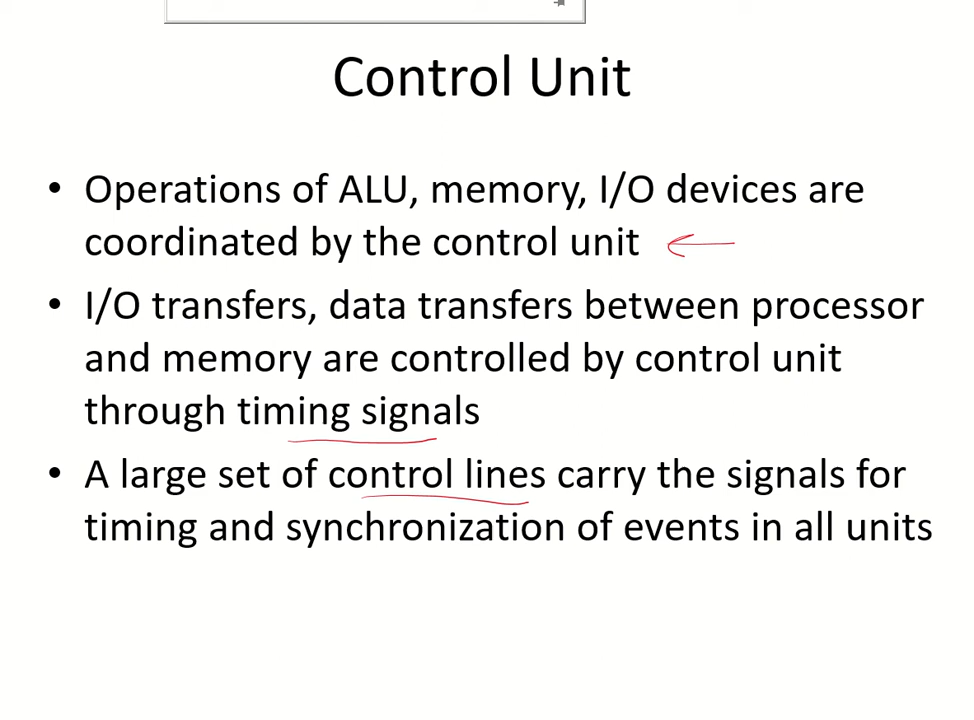 Control Unit
• Operations of ALU, memory, I/O devices are
coordinated by the control unit
• I/O transfers, data transfers between processor
and memory are controlled by control unit
through timing signals
• A large set of control lines carry the signals for
timing and synchronization of events in all units